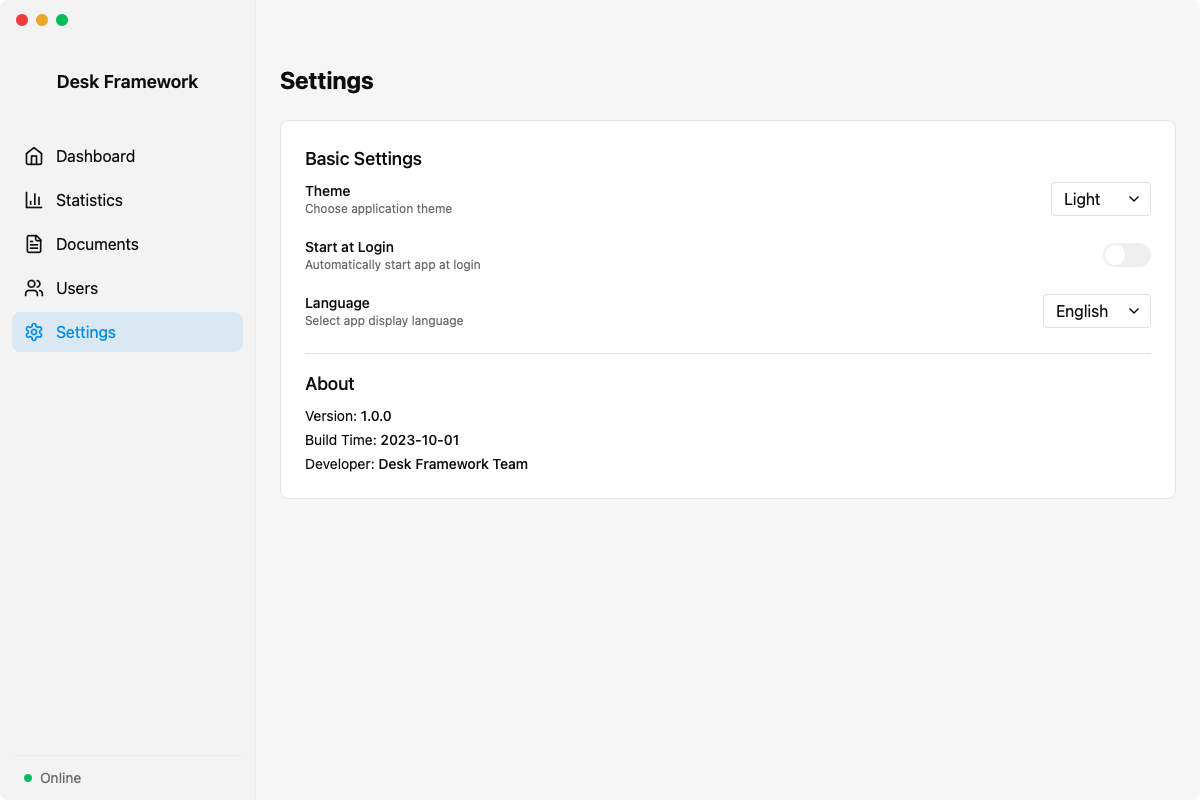 Desk Framework
Dashboard
Statistics
Documents
Users
Settings
Online
Settings
Basic Settings
Theme
Choose application theme
Light
Start at Login
Automatically start app at login
Language
Select app display language
English
About
Version: 1.0.0
Build Time: 2023-10-01
Developer: Desk Framework Team